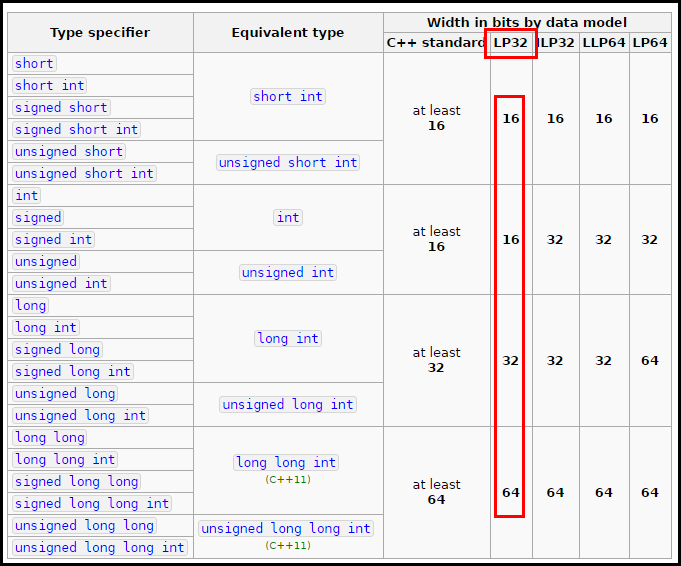 Type specifier Equivalent type Width in bits by data model
C++ standard LP32 ILP32 LLP64 LP64
short short int at least 16 16 16 16 16
short int
signed short
signed short int
unsigned short unsigned short int
unsigned short int
int int at least 16 16 32 32 32
signed
signed int
unsigned unsigned int
unsigned int
long long int at least 32 32 32 32 64
long int
signed long
signed long int
unsigned long unsigned long int
unsigned long int
long long long long int (C++11) at least 64 64 64 64 64
long long int
signed long long
signed long long int
unsigned long long unsigned long long int (C++11)
unsigned long long int